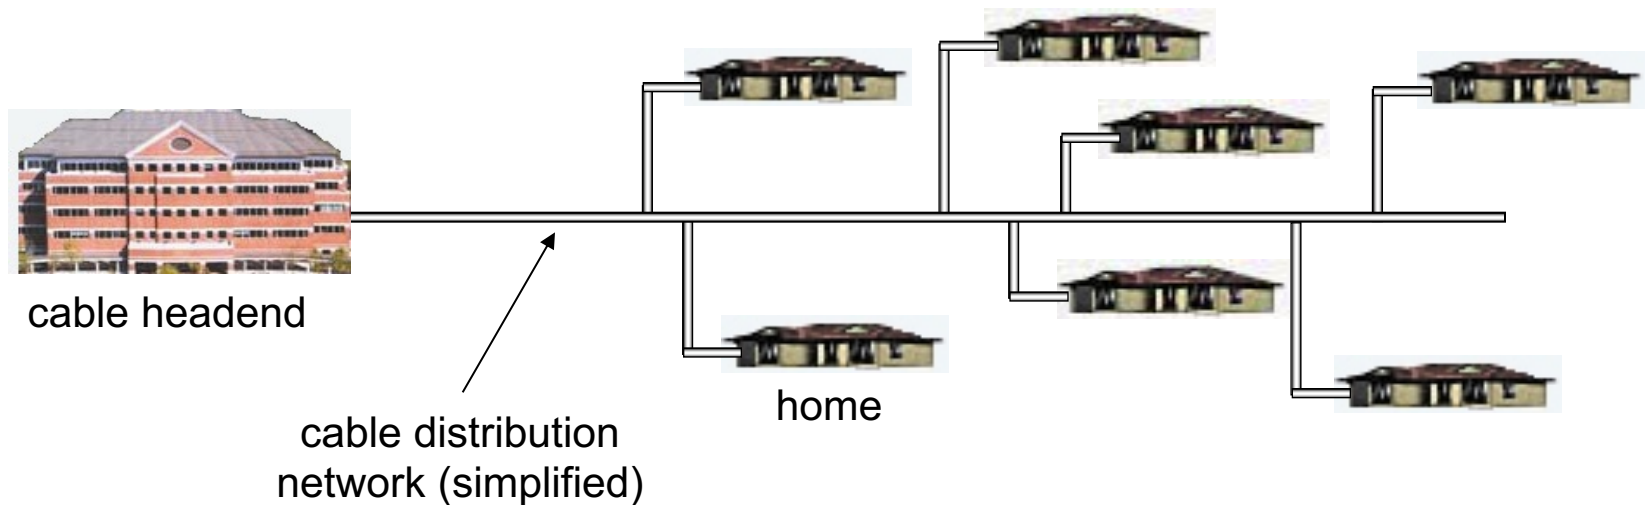 cable headend
home
cable distribution
network (simplified)